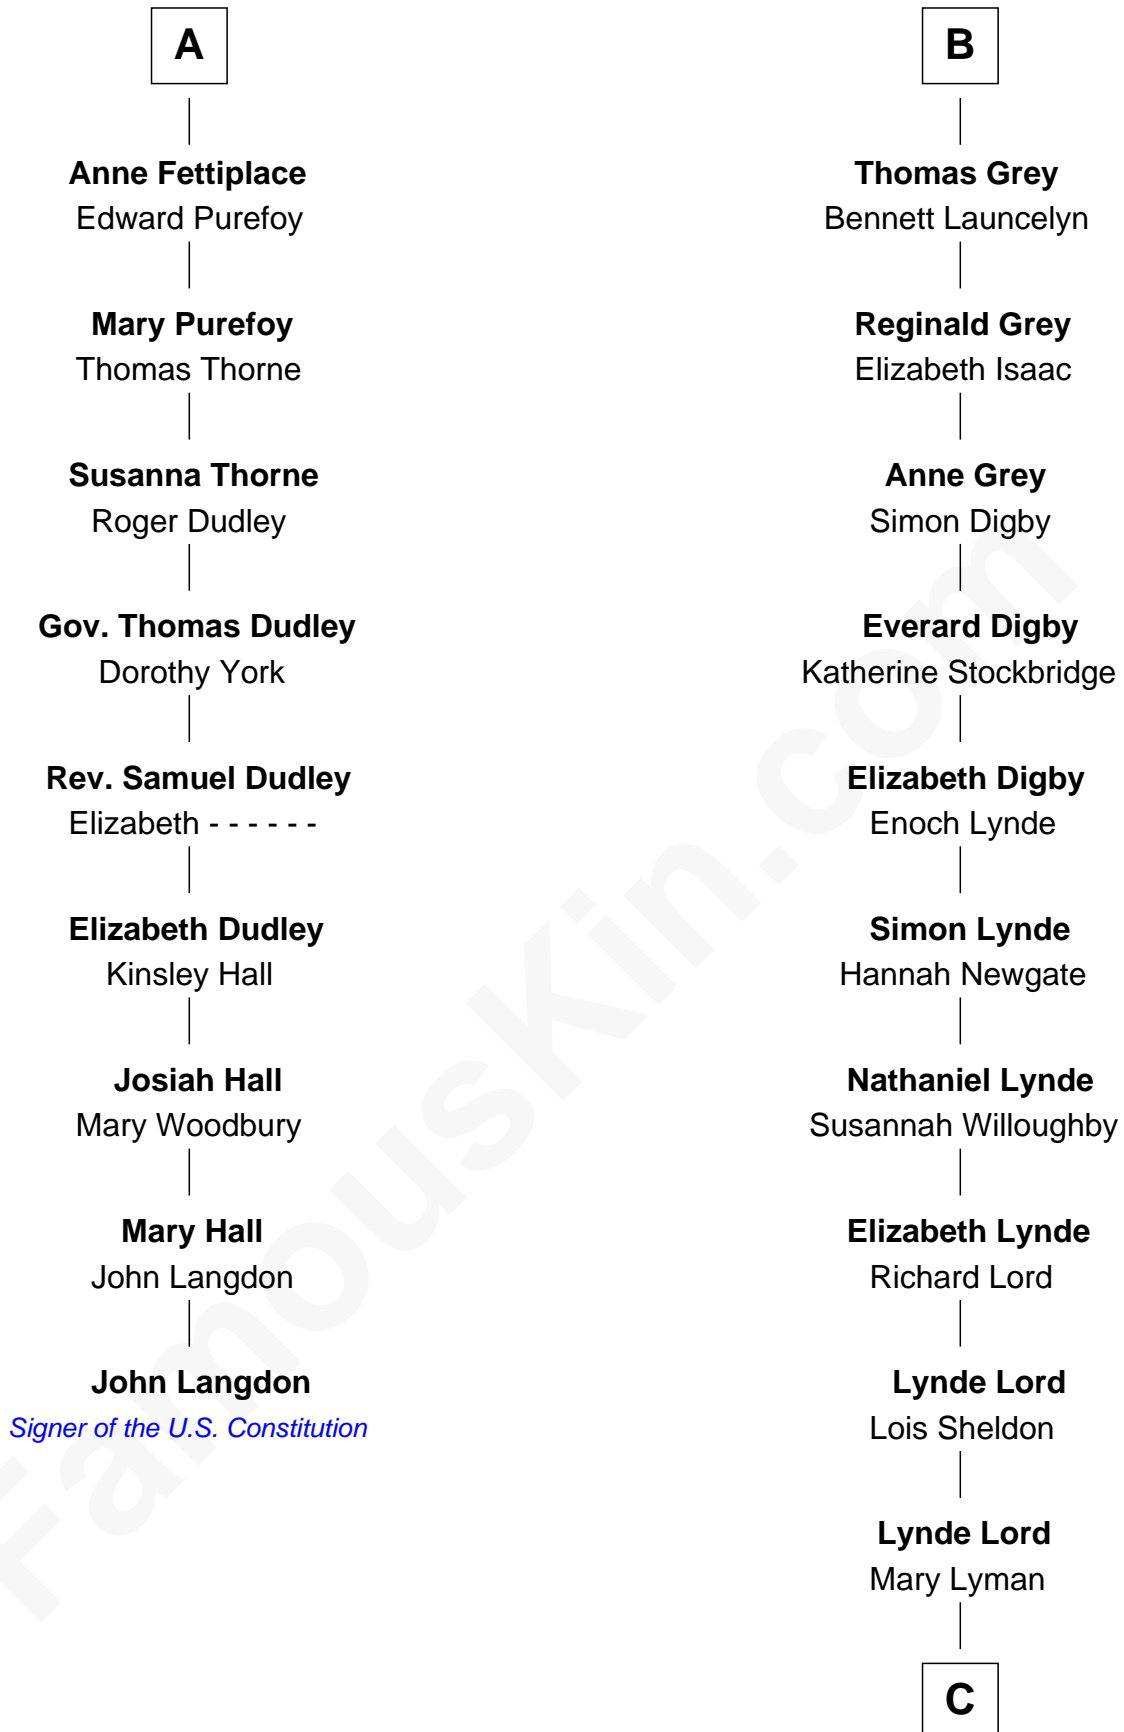 A
Anne Fettiplace
Edward Purefoy
Mary Purefoy
Thomas Thorne
Susanna Thorne
Roger Dudley
Gov. Thomas Dudley
Dorothy York
Rev. Samuel Dudley
Elizabeth - - - - - -
Elizabeth Dudley
Kinsley Hall
Josiah Hall
Mary Woodbury
Mary Hall
John Langdon
John Langdon
Signer of the U.S. Constitution
B
Thomas Grey
Bennett Launcelyn
Reginald Grey
Elizabeth Isaac
Anne Grey
Simon Digby
Everard Digby
Katherine Stockbridge
Elizabeth Digby
Enoch Lynde
Simon Lynde
Hannah Newgate
Nathaniel Lynde
Susannah Willoughby
Elizabeth Lynde
Richard Lord
Lynde Lord
Lois Sheldon
Lynde Lord
Mary Lyman
C
FamousKin.com